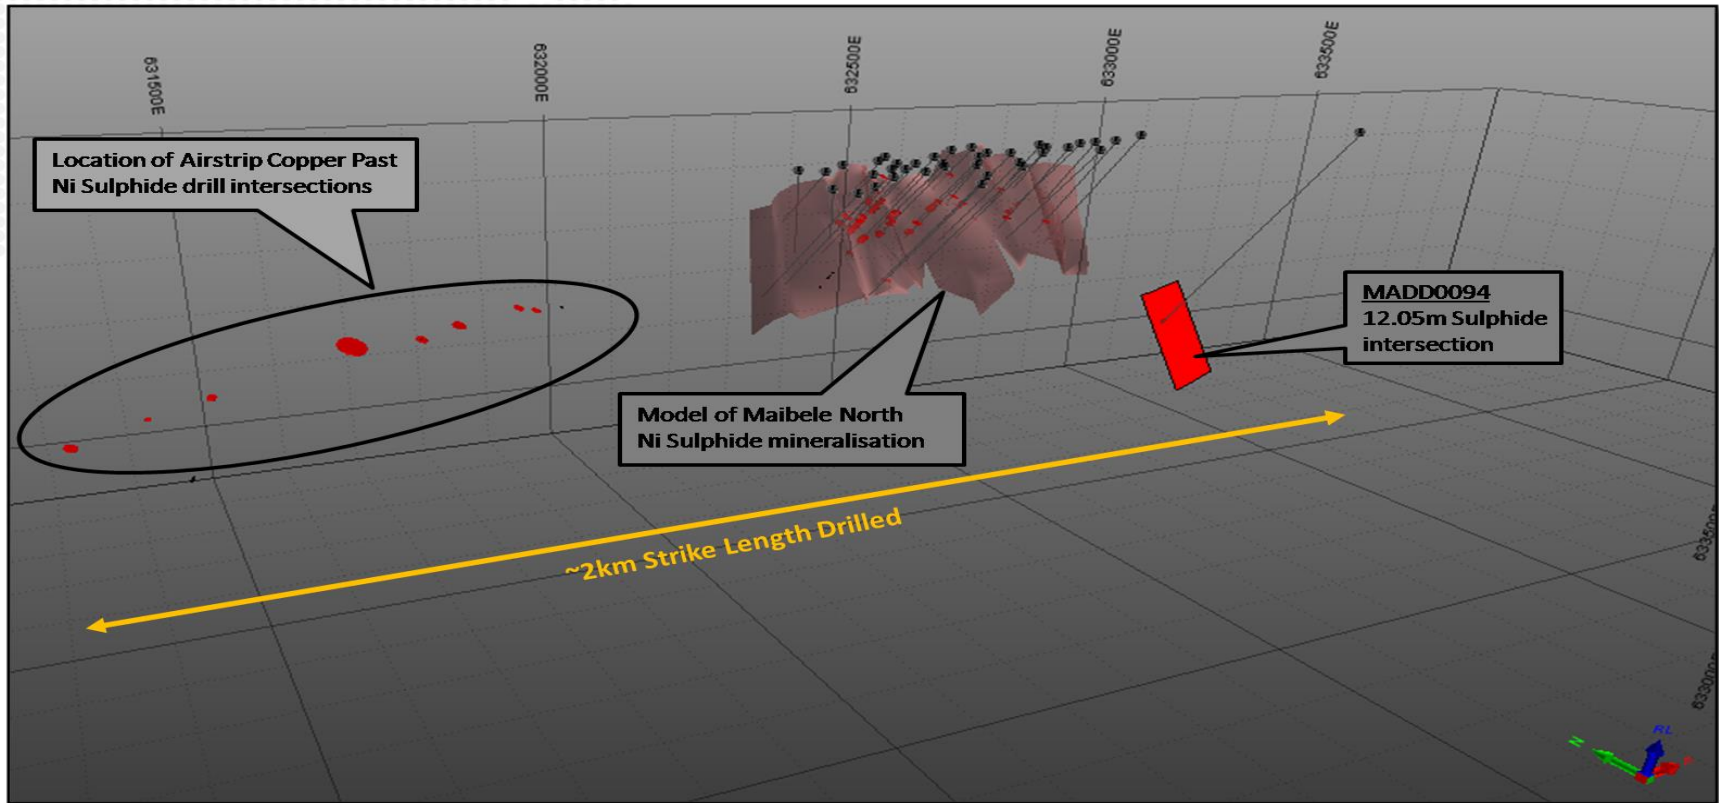 631500E
632000E
632500E
633000E
633500E
Location of Airstrip Copper Past
Ni Sulphide drill intersections
MADD0094
12.05m Sulphide
intersection
Model of Maibele North
Ni Sulphide mineralisation
~2km Strike Length Drilled
N
RL